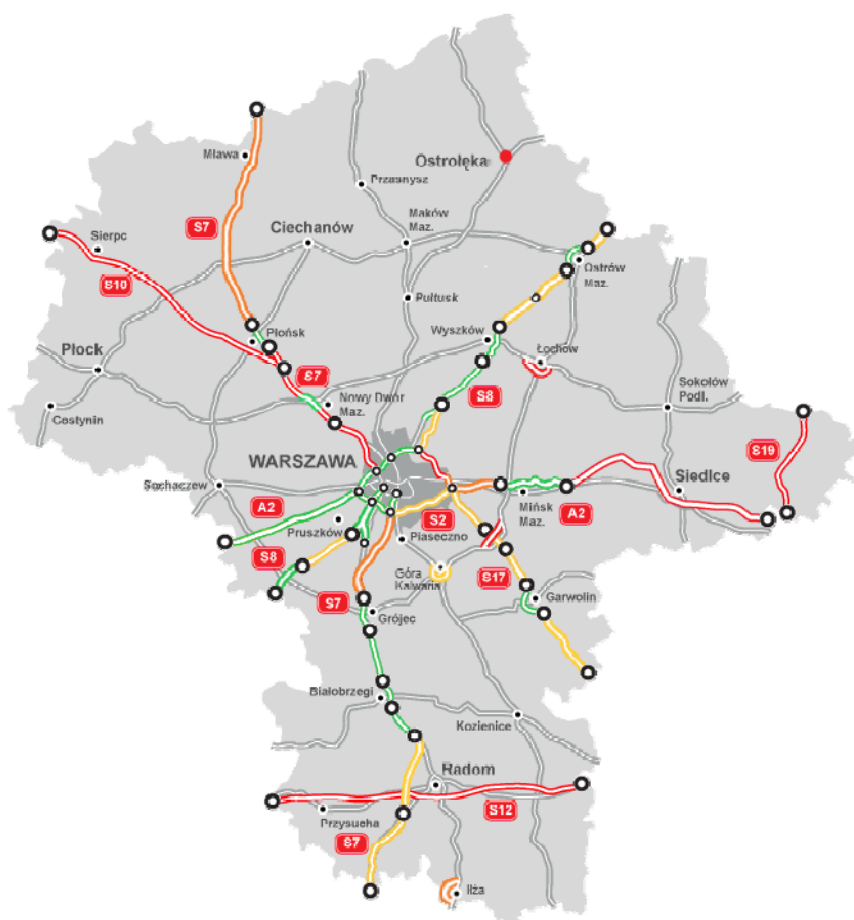 Mława
Ostrołęka
Przasnysz
S7
Ciechanów
Maków
Maz.
Sierpc
S10
Ostrów
Maz.
Pułtusk
Płońsk
Wyszków
Płock
Łochów
S7
Nowy Dwór
Maz.
S8
Sokołów
Podl.
Gostynin
WARSZAWA
S19
Siedlce
Sochaczew
A2
Mińsk
Maz.
A2
S2
Pruszków
Piaseczno
S8
Góra
Kalwaria
S17
S7
Garwolin
Grójec
Białobrzegi
Kozienice
Radom
Przysucha
S12
S7
Iłża